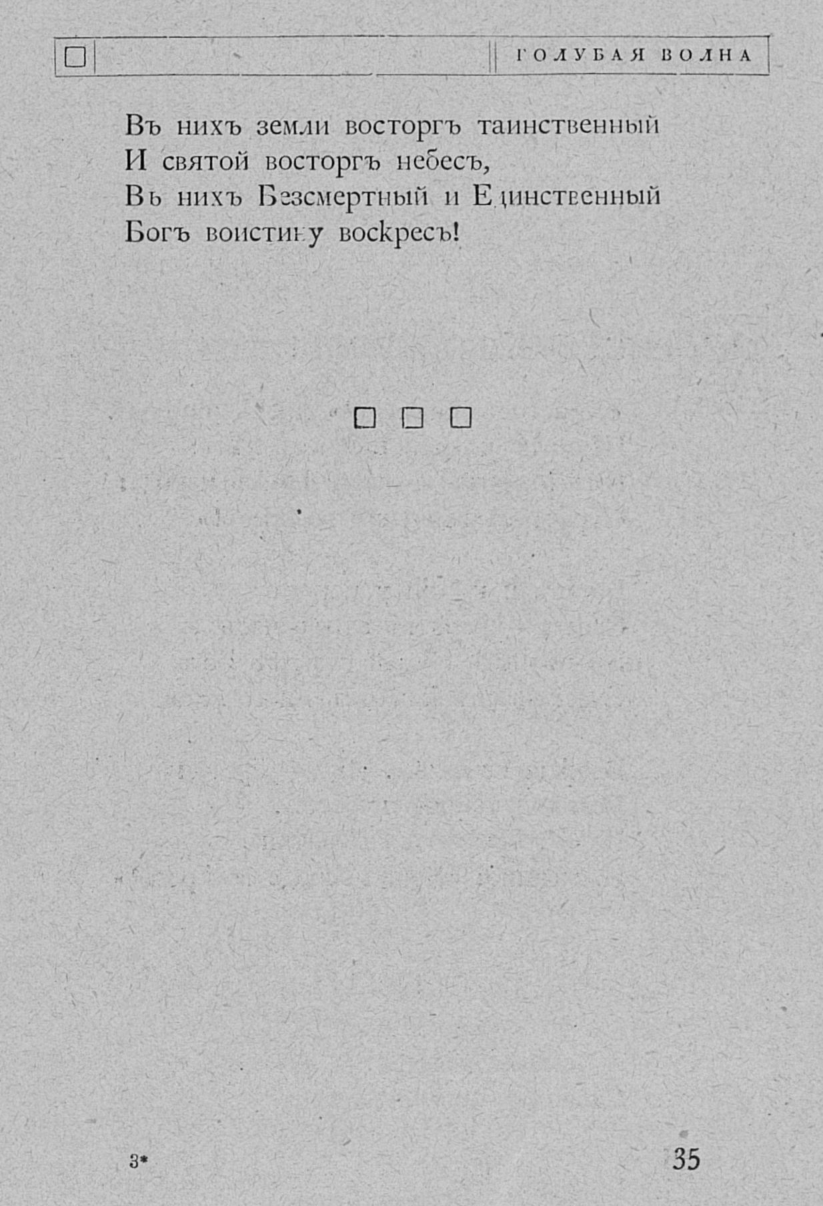 ГОЛУБАЯ ВОЛНА
Въ нихъ земли восторгъ таинственный
И святой восторгъ небесъ,
Въ нихъ Безсмертный и Единственный
Богъ воистину воскресъ!
3*
35